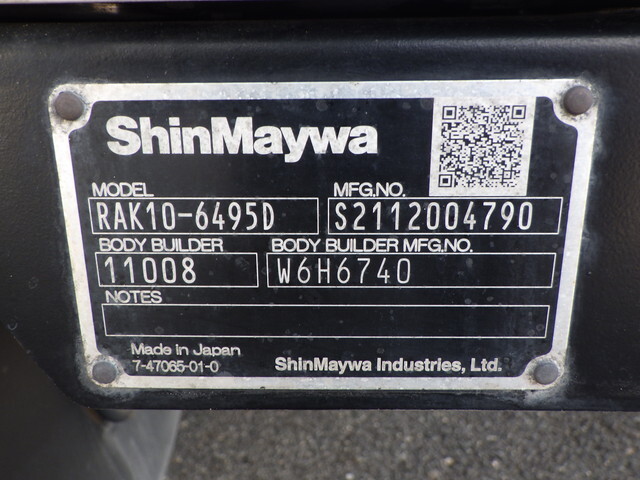 ShinMaywa
MODEL MFG.NO.
RAK10-6495D S2112004790
BODY BUILDER BODY BUILDER MFG.NO.
11008 W6H6740
NOTES
Made in Japan
7-47065-01-0 ShinMaywa Industries, Ltd.